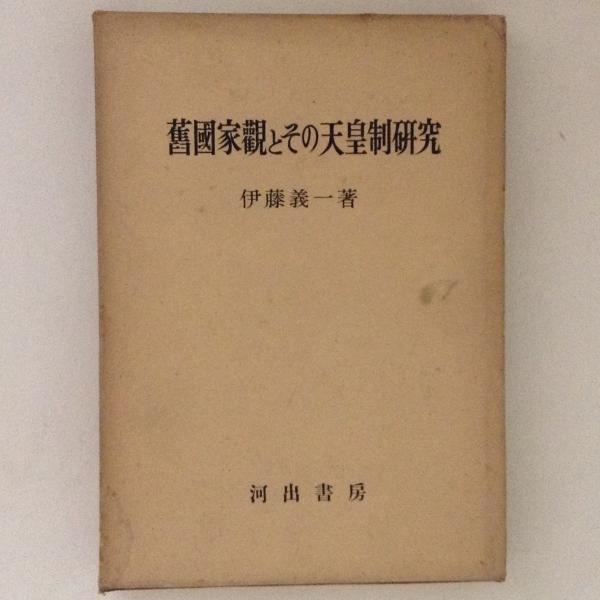 舊國家觀とその天皇制研究
伊藤義一著
河出書房